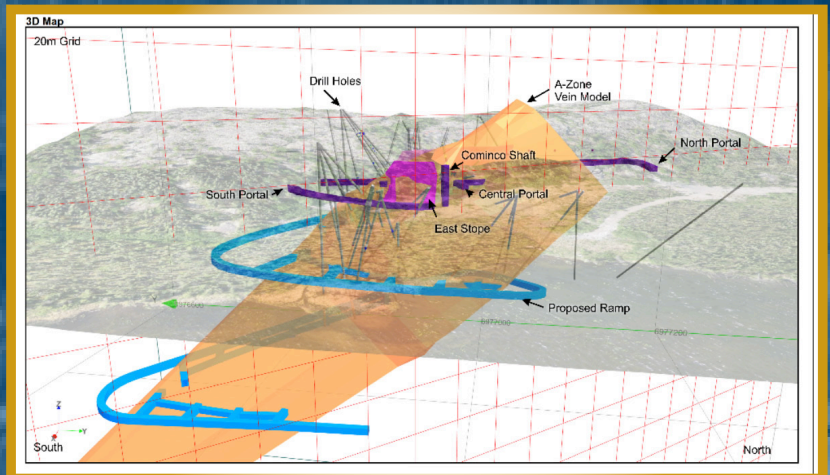 3D Map
20m Grid
Drill Holes
A-Zone
Vein Model
North Portal
Cominco Shaft
South Portal
Central Portal
East Stope
Proposed Ramp
6977000
6977200
Z
Y
South
North